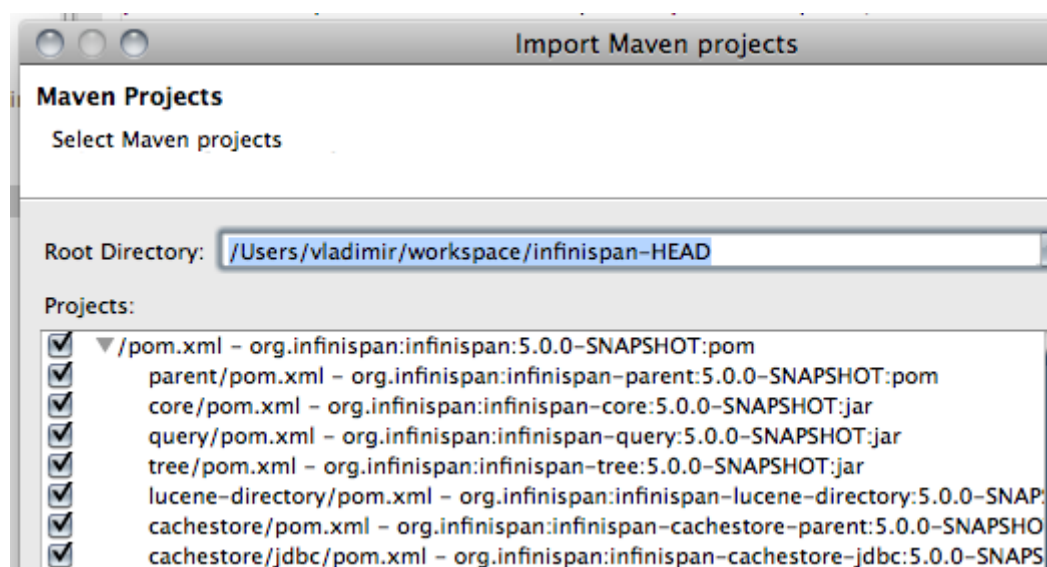 Import Maven projects
Maven Projects
Select Maven projects
Root Directory: /Users/vladimir/workspace/infinispan-HEAD
Projects:
/pom.xml – org.infinispan:infinispan:5.0.0-SNAPSHOT:pom
parent/pom.xml – org.infinispan:infinispan-parent:5.0.0-SNAPSHOT:pom
core/pom.xml – org.infinispan:infinispan-core:5.0.0-SNAPSHOT:jar
query/pom.xml – org.infinispan:infinispan-query:5.0.0-SNAPSHOT:jar
tree/pom.xml – org.infinispan:infinispan-tree:5.0.0-SNAPSHOT:jar
lucene-directory/pom.xml – org.infinispan:infinispan-lucene-directory:5.0.0-SNAP
cachestore/pom.xml – org.infinispan:infinispan-cachestore-parent:5.0.0-SNAPSHO
cachestore/jdbc/pom.xml – org.infinispan:infinispan-cachestore-jdbc:5.0.0-SNAPS